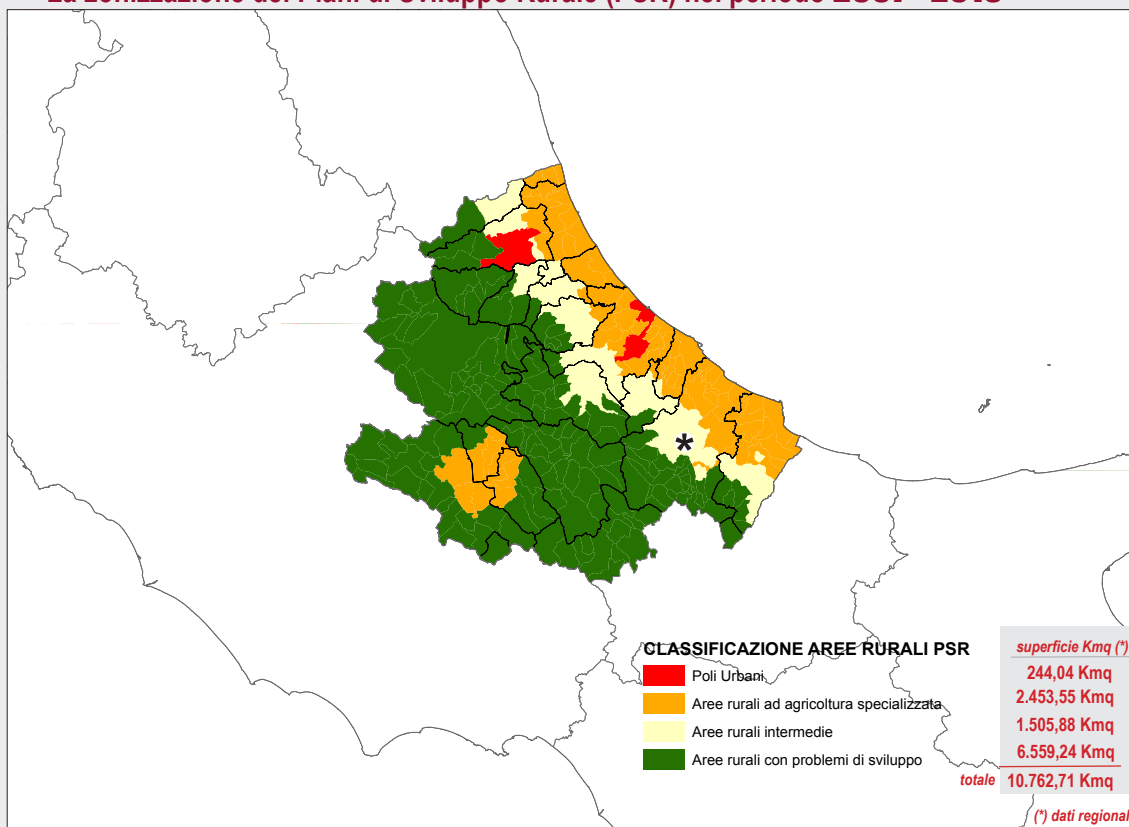 CLASSIFICAZIONE AREE RURALI PSR
superficie Kmq (*)
Poli Urbani
244,04 Kmq
Aree rurali ad agricoltura specializzata
2.453,55 Kmq
Aree rurali intermedie
1.505,88 Kmq
Aree rurali con problemi di sviluppo
6.559,24 Kmq
totale 10.762,71 Kmq
(*) dati regional
*